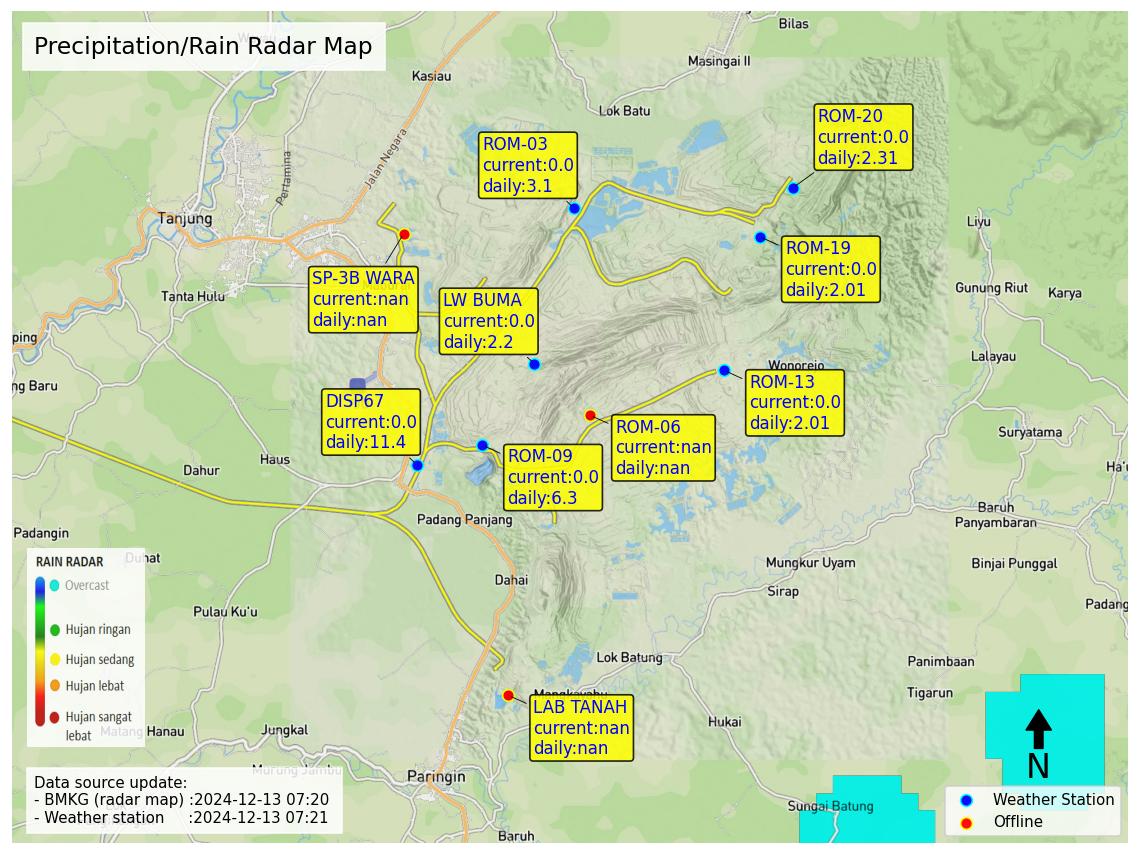 Precipitation/Rain Radar Map
Bilas
Masingai II
Kasiau
Lok Batu
Jalan Negara
Pertamina
Tanjung
Tanta Hulu
ROM-20
current:0.0
daily:2.31
ROM-03
current:0.0
daily:3.1
ROM-19
current:0.0
daily:2.01
SP-3B WARA
current:nan
daily:nan
LW BUMA
current:0.0
daily:2.2
Liyu
Gunung Riut
Karya
Lalayau
Wonorejo
ROM-13
current:0.0
daily:2.01
DISP67
current:0.0
daily:11.4
ROM-06
current:nan
daily:nan
ROM-09
current:0.0
daily:6.3
ping
ng Baru
Dahur
Haus
Suryatama
Ha'u
Padang Panjang
Baruh
Panyambaran
Padangin
Duhat
Binjai Punggal
Mungkur Uyam
Sirap
Padang
Dahai
Pulau Ku'u
RAIN RADAR
Overcast
Hujan ringan
Hujan sedang
Hujan lebat
Hujan sangat
lebat
Lok Batung
Panimbaan
Tigarun
Mangkayahu
LAB TANAH
current:nan
daily:nan
Hukai
Matang Hanau
Jungkal
Murung Jambu
Paringin
Baruh
Sungai Batung
N
Data source update:
- BMKG (radar map) :2024-12-13 07:20
- Weather station :2024-12-13 07:21
Weather Station
Offline